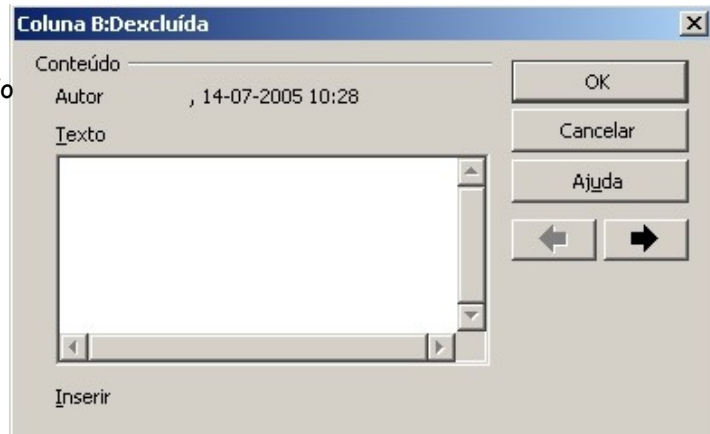 Coluna B:Dexcluída
Conteúdo
o
Autor , 14-07-2005 10:28
Texto
Inserir
OK
Cancelar
Ajuda